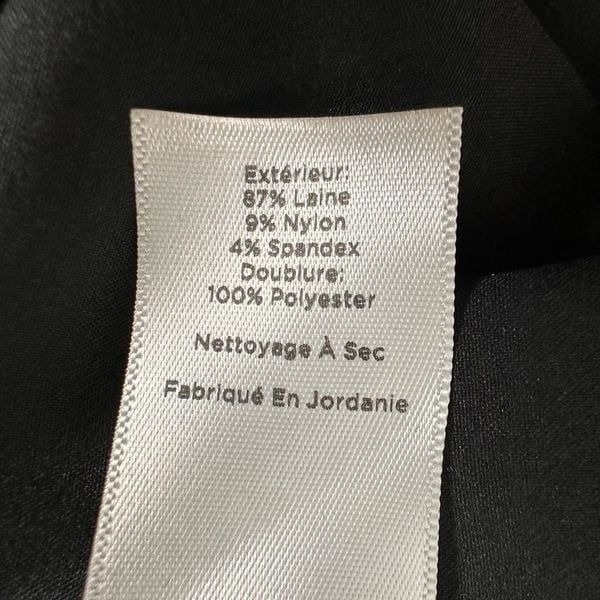 Extérieur:
87% Laine
9% Nylon
4% Spandex
Doublure:
100% Polyester
Nettoyage À Sec
Fabriqué En Jordanie